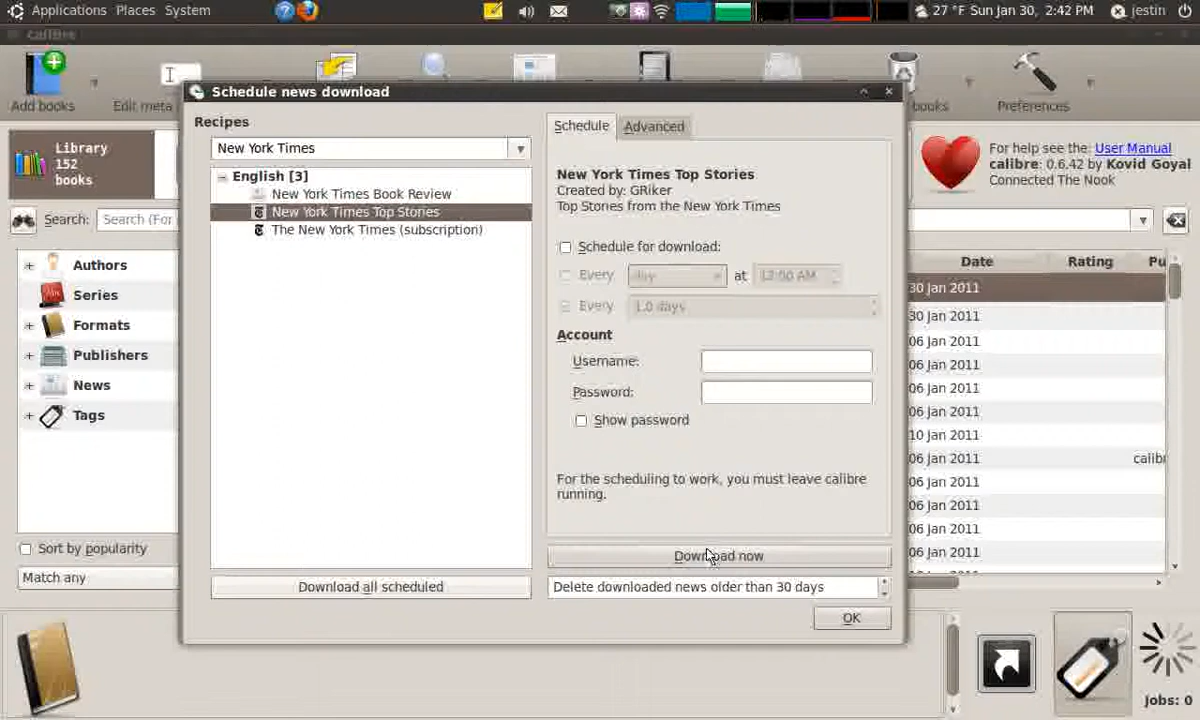 Applications Places System
27 °F Sun Jan 30, 2:42 PM jestin
calibre
Add books
Edit meta
books
Preferences
Schedule news download
Recipes
New York Times
English [3]
New York Times Book Review
New York Times Top Stories
The New York Times (subscription)
Download all scheduled
Schedule Advanced
New York Times Top Stories
Created by: GRiker
Top Stories from the New York Times
Schedule for download:
Every day at 12:00 AM
Every 1.0 days
Account
Username:
Password:
Show password
For the scheduling to work, you must leave calibre
running.
Download now
Delete downloaded news older than 30 days
OK
Library
152
books
For help see the: User Manual
calibre: 0.6.42 by Kovid Goyal
Connected The Nook
Search: Search (For
Authors
Series
Formats
Publishers
News
Tags
Sort by popularity
Match any
Date Rating Pu
30 Jan 2011
30 Jan 2011
06 Jan 2011
06 Jan 2011
06 Jan 2011
06 Jan 2011
10 Jan 2011
06 Jan 2011 calibr
06 Jan 2011
06 Jan 2011
06 Jan 2011
06 Jan 2011
Jobs: 0